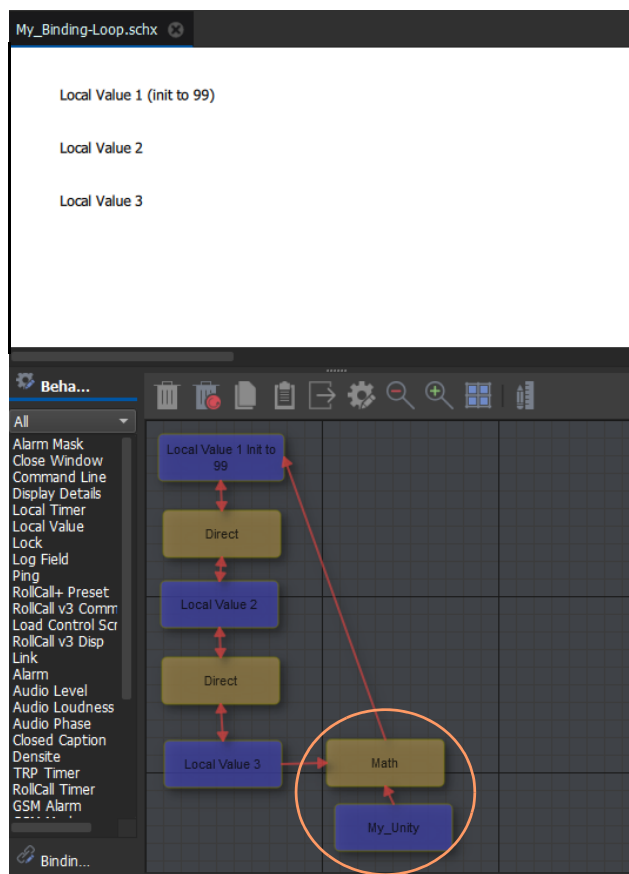 My_Binding-Loop.schx
Local Value 1 (init to 99)
Local Value 2
Local Value 3
Beha...
All
Alarm Mask
Close Window
Command Line
Display Details
Local Timer
Local Value
Lock
Log Field
Ping
RollCall+ Preset
RollCall v3 Comm
Load Control Scr
RollCall v3 Disp
Link
Alarm
Audio Level
Audio Loudness
Audio Phase
Closed Caption
Densite
TRP Timer
RollCall Timer
GSM Alarm
Bindin...
Local Value 1 Init to
99
Direct
Local Value 2
Direct
Local Value 3
Math
My_Unity